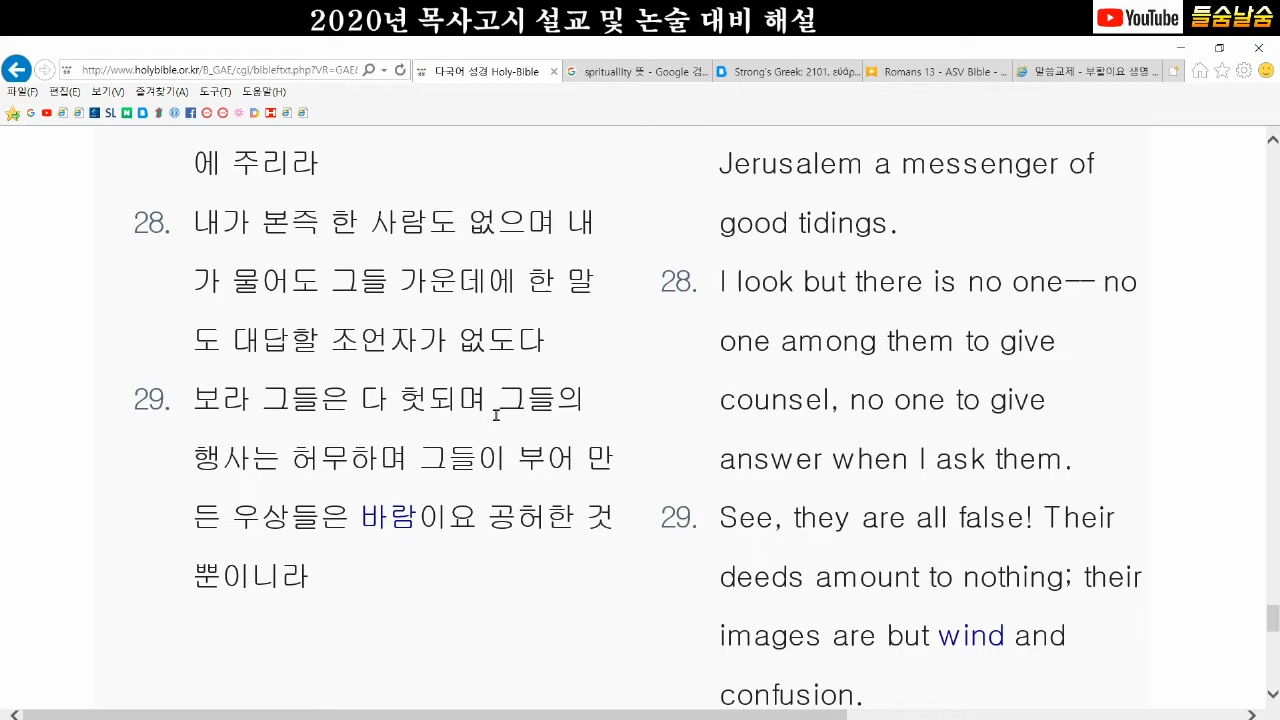 2020년 목사고시 설교 및 논술 대비 해설
YouTube 들숨날숨
http://www.holybible.or.kr/B_GAE/cgi/bibleftxt.php?VR=GAE&
다국어 성경 Holy-Bible
sprituallity 뜻 - Google 검...
Strong's Greek: 2101. εὐάρ...
Romans 13 - ASV Bible - ...
말씀교제 - 부활이요 생명 ...
파일(F) 편집(E) 보기(V) 즐겨찾기(A) 도구(T) 도움말(H)
에 주리라
28. 내가 본즉 한 사람도 없으며 내
가 물어도 그들 가운데에 한 말
도 대답할 조언자가 없도다
29. 보라 그들은 다 헛되며 그들의
행사는 허무하며 그들이 부어 만
든 우상들은 바람이요 공허한 것
뿐이니라
Jerusalem a messenger of
good tidings.
28. I look but there is no one-- no
one among them to give
counsel, no one to give
answer when I ask them.
29. See, they are all false! Their
deeds amount to nothing; their
images are but wind and
confusion.